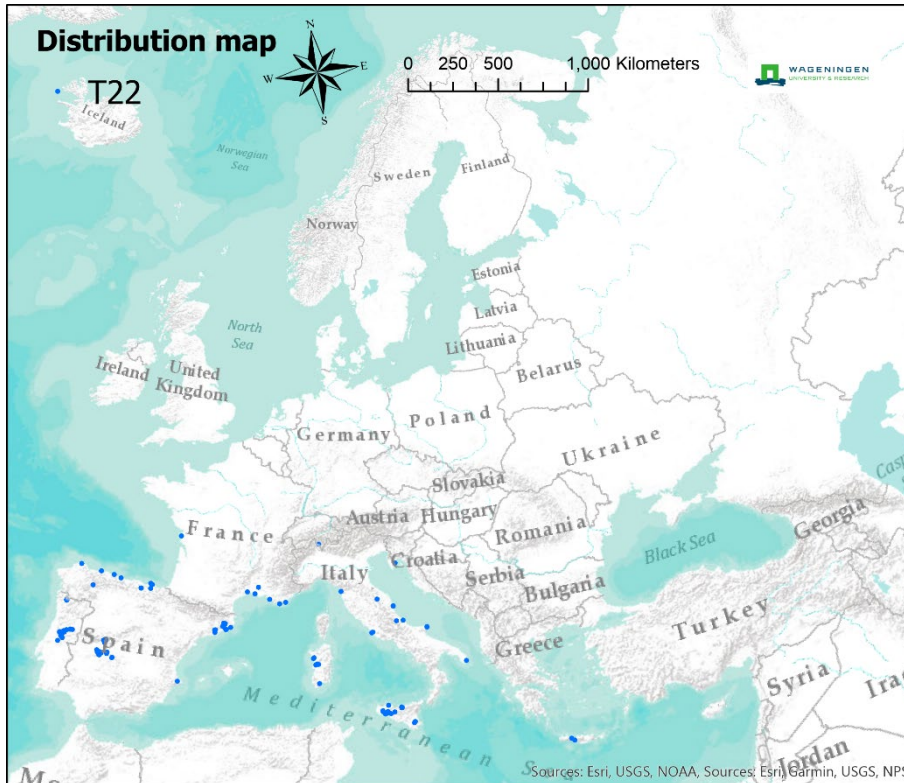 Distribution map
N
W
E
S
0 250 500 1,000 Kilometers
WAGENINGEN
UNIVERSITY & RESEARCH
T22
Iceland
Norwegian
Sea
Sweden
Finland
Norway
Estonia
North
Sea
Latvia
Lithuania
Ireland
United
Kingdom
Belarus
Poland
Germany
Ukraine
Slovakia
Austria
Hungary
France
Romania
Georgia
Croatia
Black Sea
Italy
Serbia
Bulgaria
Spain
Greece
Turkey
Syria
Mediterranean
Jordan
Sources: Esri, USGS, NOAA, Sources: Esri, Garmin, USGS, NPS